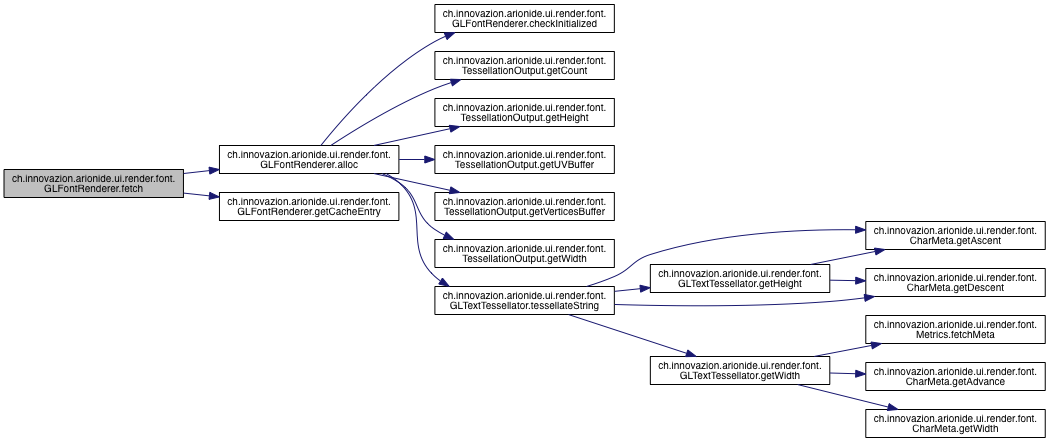 ch.innovazion.arionide.ui.render.font.
GLFontRenderer.fetch
ch.innovazion.arionide.ui.render.font.
GLFontRenderer.alloc
ch.innovazion.arionide.ui.render.font.
GLFontRenderer.getCacheEntry
ch.innovazion.arionide.ui.render.font.
GLFontRenderer.checkInitialized
ch.innovazion.arionide.ui.render.font.
TessellationOutput.getCount
ch.innovazion.arionide.ui.render.font.
TessellationOutput.getHeight
ch.innovazion.arionide.ui.render.font.
TessellationOutput.getUVBuffer
ch.innovazion.arionide.ui.render.font.
TessellationOutput.getVerticesBuffer
ch.innovazion.arionide.ui.render.font.
TessellationOutput.getWidth
ch.innovazion.arionide.ui.render.font.
GLTextTessellator.tessellateString
ch.innovazion.arionide.ui.render.font.
GLTextTessellator.getHeight
ch.innovazion.arionide.ui.render.font.
GLTextTessellator.getWidth
ch.innovazion.arionide.ui.render.font.
CharMeta.getAscent
ch.innovazion.arionide.ui.render.font.
CharMeta.getDescent
ch.innovazion.arionide.ui.render.font.
Metrics.fetchMeta
ch.innovazion.arionide.ui.render.font.
CharMeta.getAdvance
ch.innovazion.arionide.ui.render.font.
CharMeta.getWidth